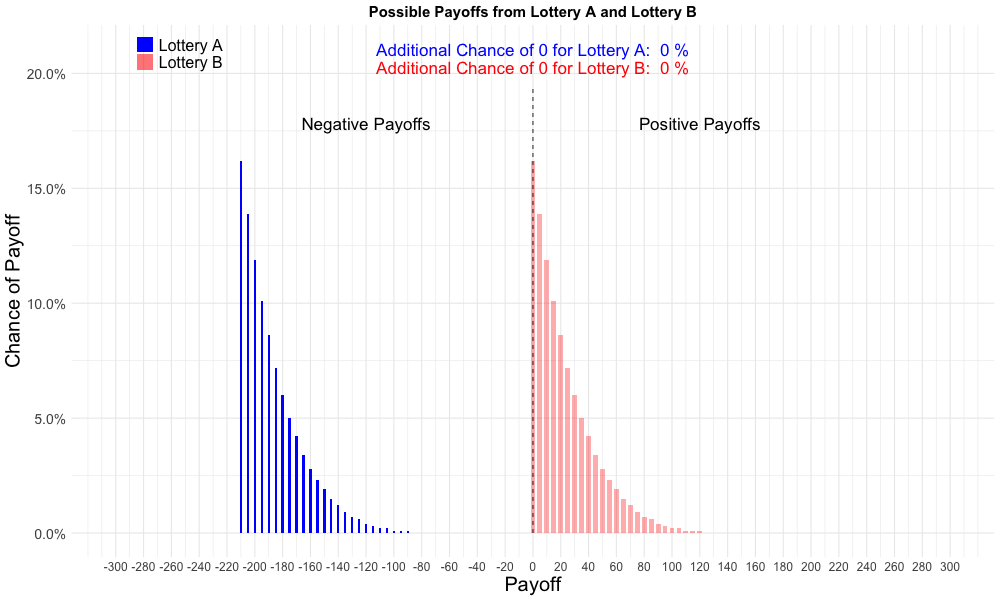 Possible Payoffs from Lottery A and Lottery B
Lottery A
Lottery B
Additional Chance of 0 for Lottery A:  0 %
Additional Chance of 0 for Lottery B:  0 %
Negative Payoffs
Positive Payoffs
Chance of Payoff
20.0%
15.0%
10.0%
5.0%
0.0%
-300 -280 -260 -240 -220 -200 -180 -160 -140 -120 -100 -80 -60 -40 -20 0 20 40 60 80 100 120 140 160 180 200 220 240 260 280 300
Payoff